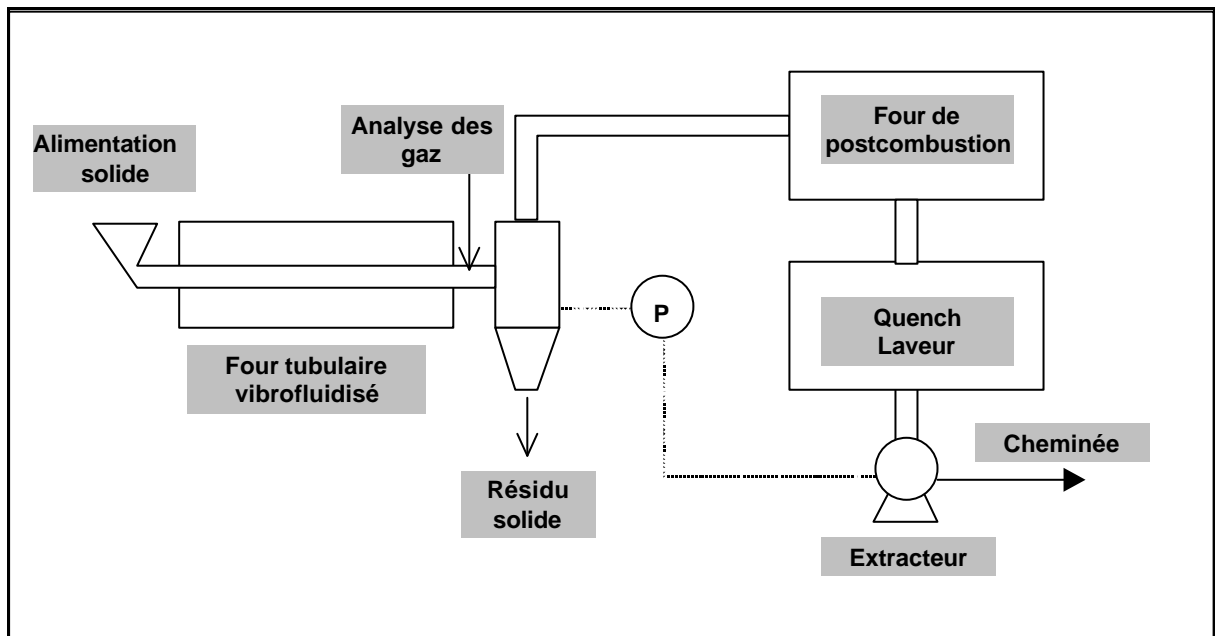 Alimentation
solide
Analyse des
gaz
Four de
postcombustion
Four tubulaire
vibrofluidisé
P
Quench
Laveur
Résidu
solide
Cheminée
Extracteur